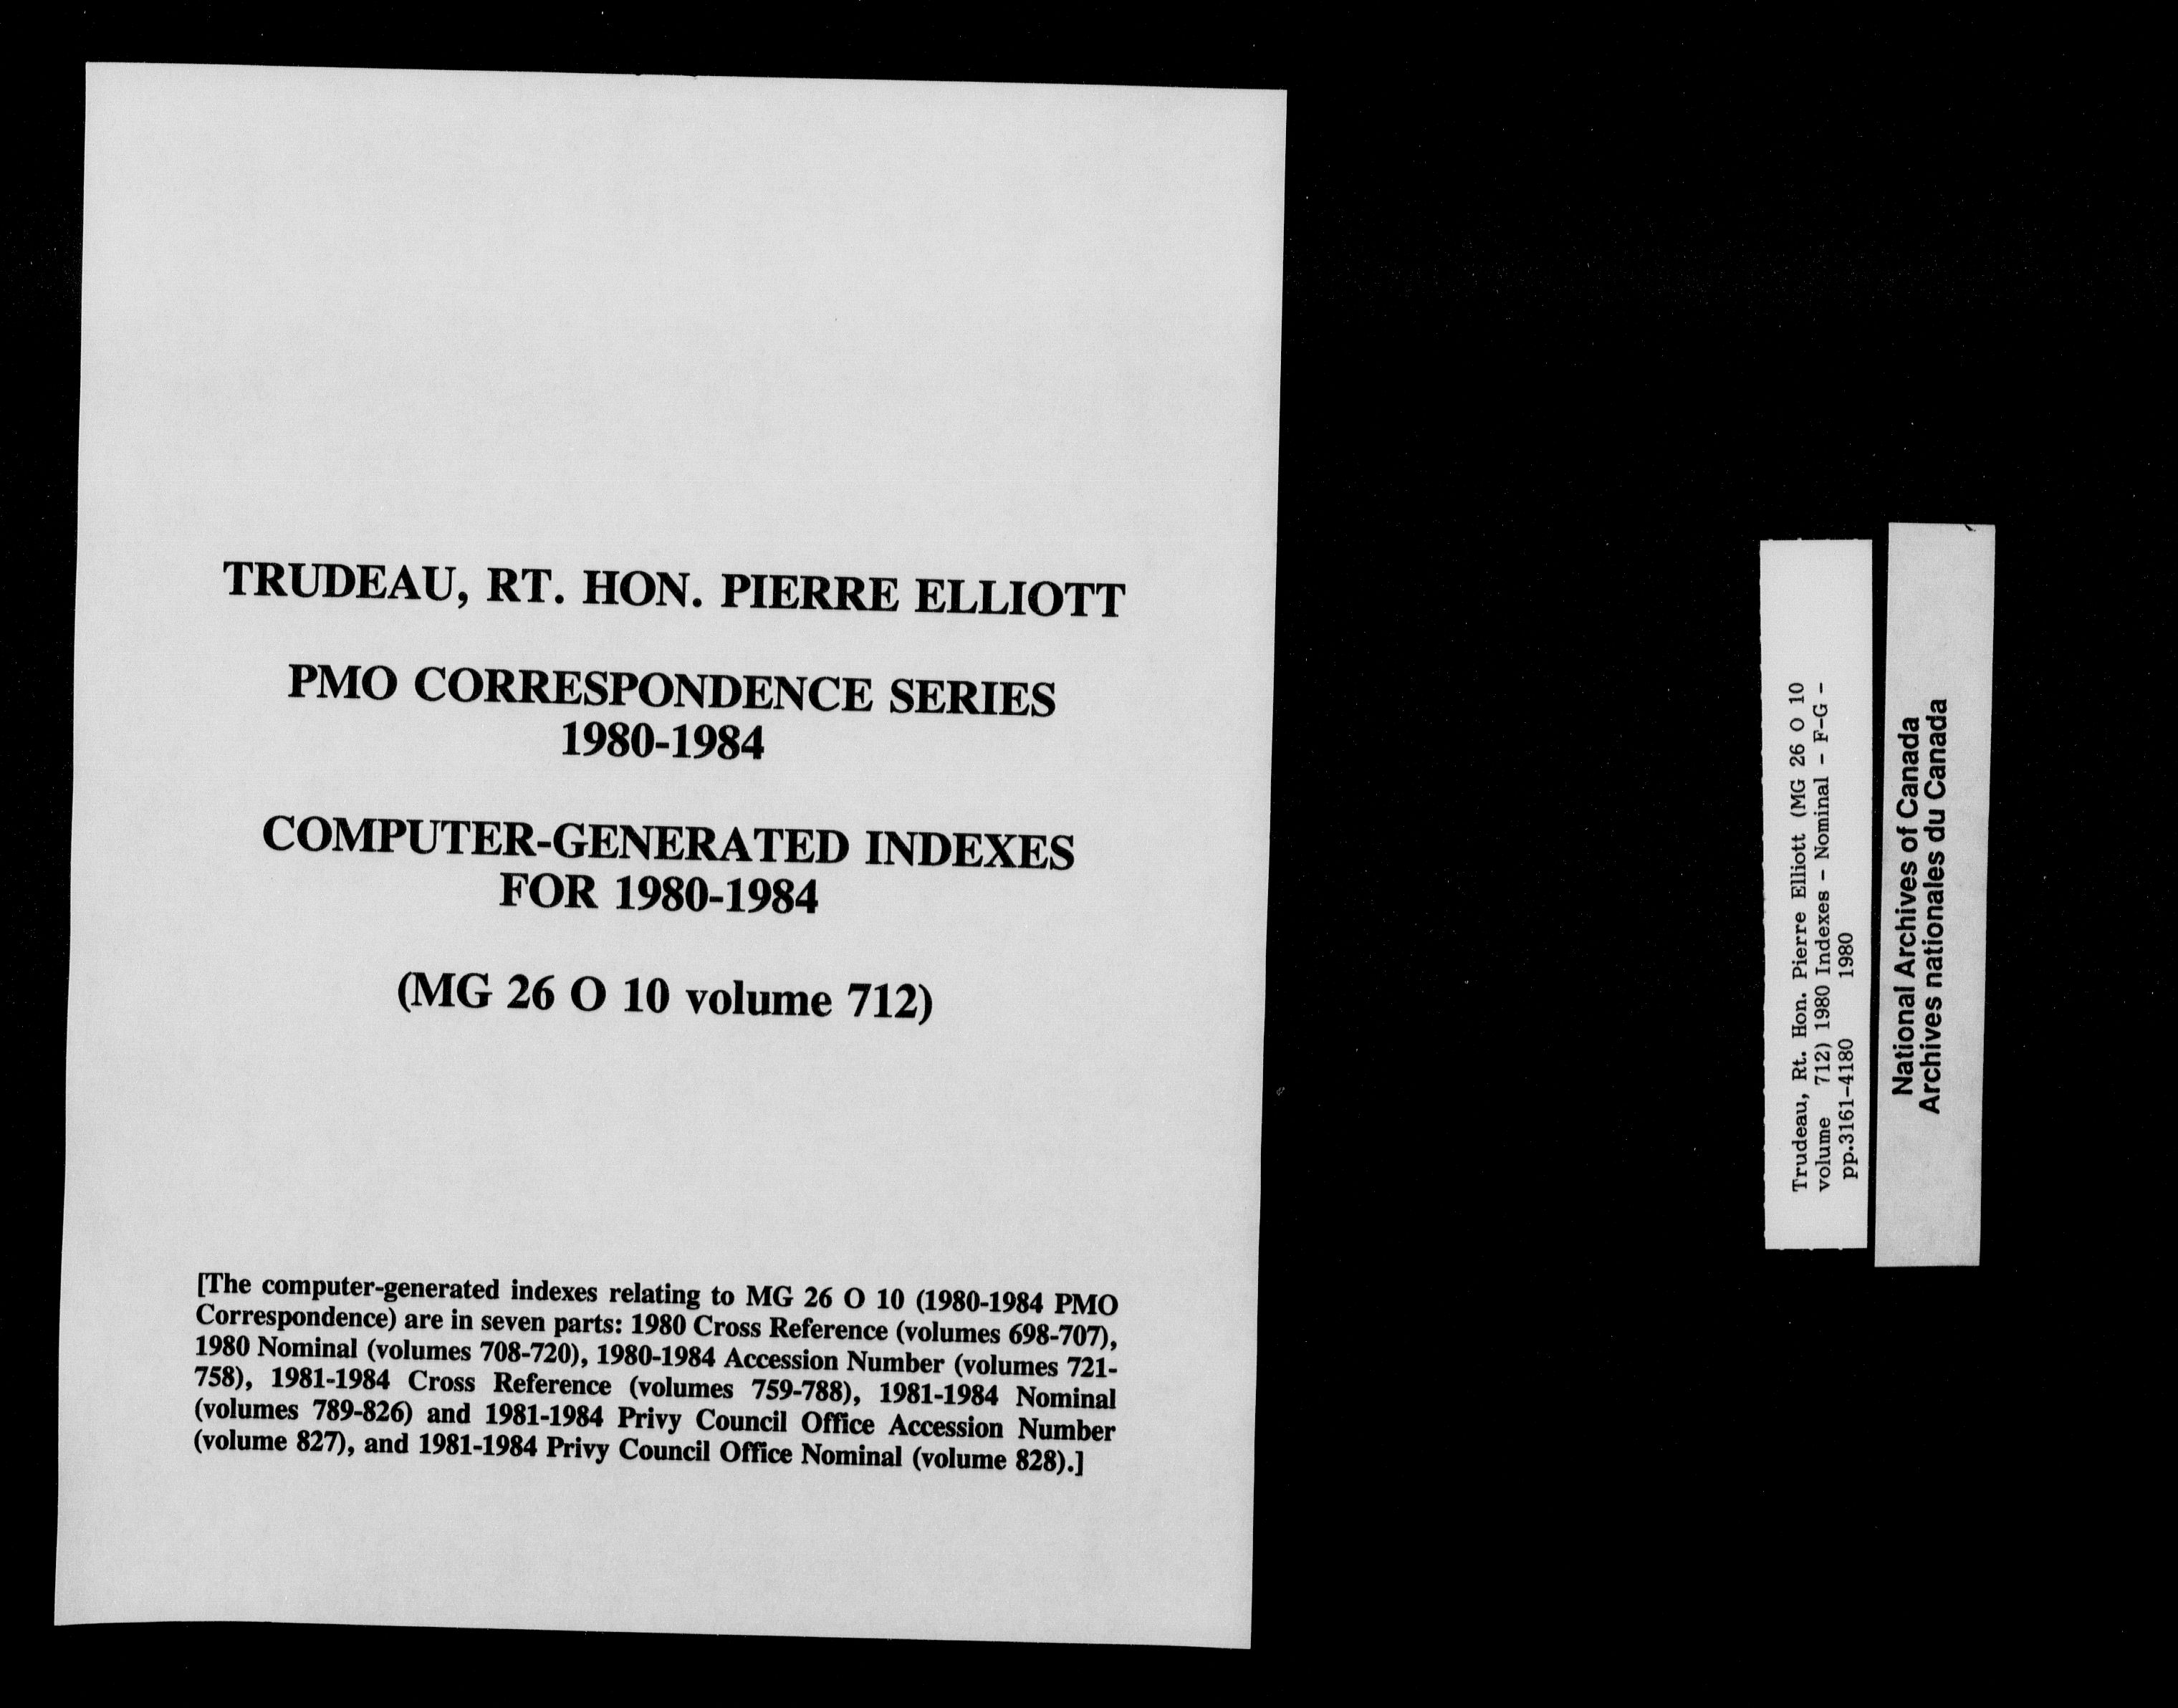 TRUDEAU, RT. HON. PIERRE ELLIOTT
PMO CORRESPONDENCE SERIES
1980-1984
COMPUTER-GENERATED INDEXES
FOR 1980-1984
(MG 26 O 10 volume 712)
[The computer-generated indexes relating to MG 26 O 10 (1980-1984 PMO
Correspondence) are in seven parts: 1980 Cross Reference (volumes 698-707),
1980 Nominal (volumes 708-720), 1980-1984 Accession Number (volumes 721-
758), 1981-1984 Cross Reference (volumes 759-788), 1981-1984 Nominal
(volumes 789-826) and 1981-1984 Privy Council Office Accession Number
(volume 827), and 1981-1984 Privy Council Office Nominal (volume 828).]
Trudeau, Rt. Hon. Pierre Elliott (MG 26 O 10
volume 712) 1980 Indexes - Nominal - F-G -
pp.3161-4180 1980
National Archives of Canada
Archives nationales du Canada